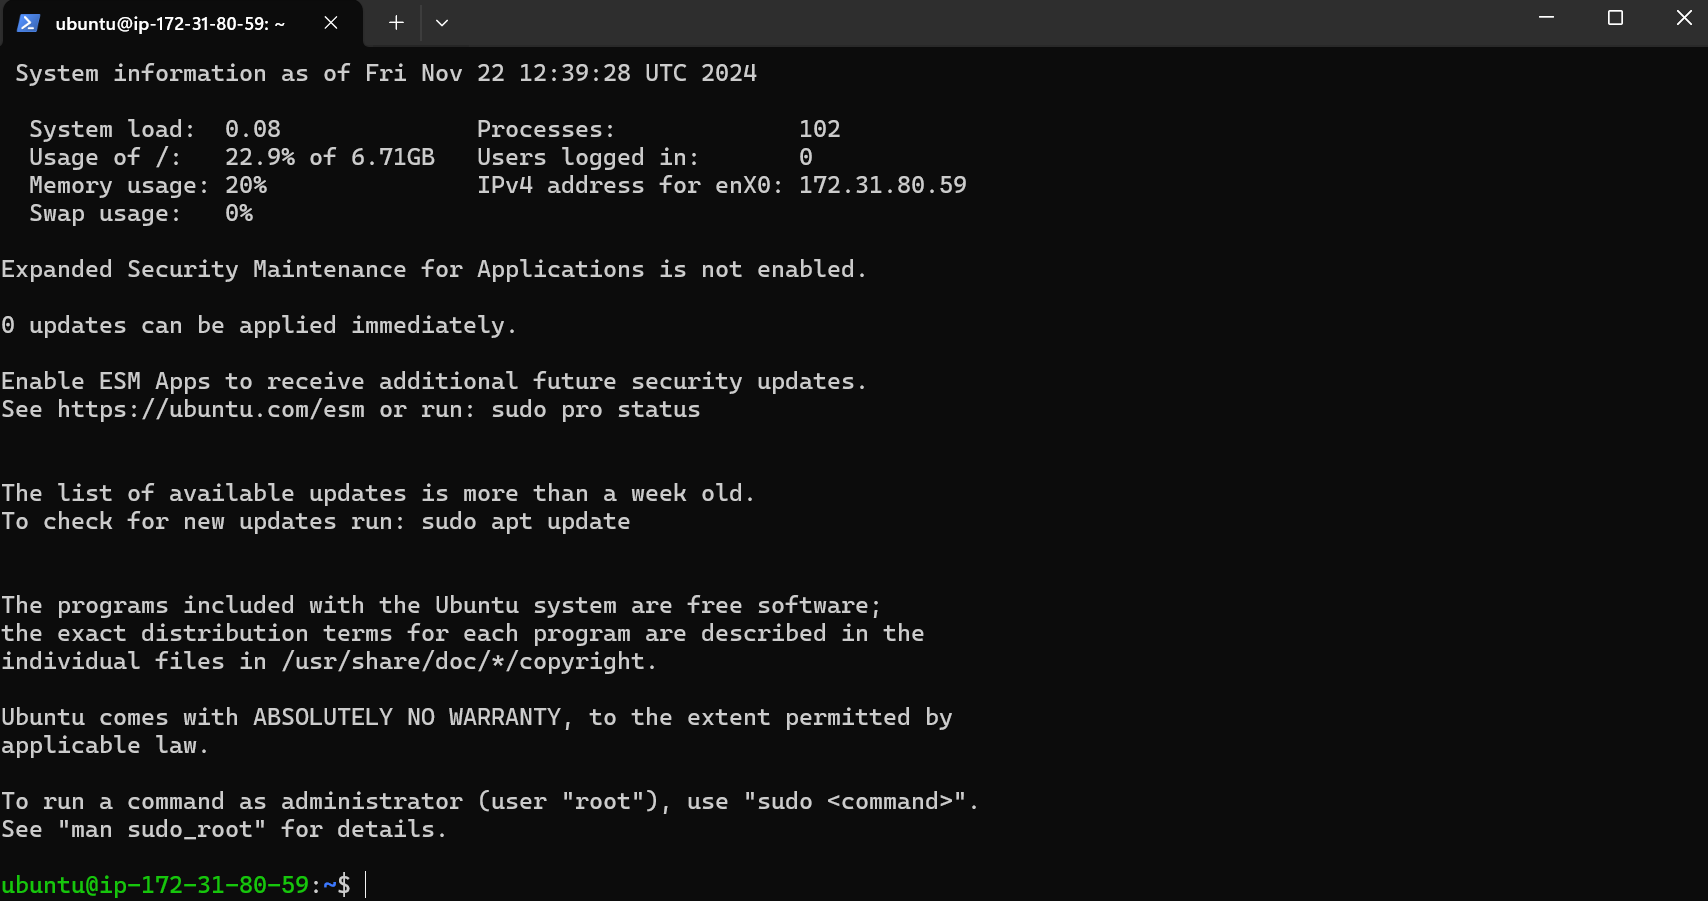 ubuntu@ip-172-31-80-59: ~
System information as of Fri Nov 22 12:39:28 UTC 2024
System load: 0.08 Processes: 102
Usage of /: 22.9% of 6.71GB Users logged in: 0
Memory usage: 20% IPv4 address for enX0: 172.31.80.59
Swap usage: 0%
Expanded Security Maintenance for Applications is not enabled.
0 updates can be applied immediately.
Enable ESM Apps to receive additional future security updates.
See https://ubuntu.com/esm or run: sudo pro status
The list of available updates is more than a week old.
To check for new updates run: sudo apt update
The programs included with the Ubuntu system are free software;
the exact distribution terms for each program are described in the
individual files in /usr/share/doc/*/copyright.
Ubuntu comes with ABSOLUTELY NO WARRANTY, to the extent permitted by
applicable law.
To run a command as administrator (user "root"), use "sudo <command>".
See "man sudo_root" for details.
ubuntu@ip-172-31-80-59:~$